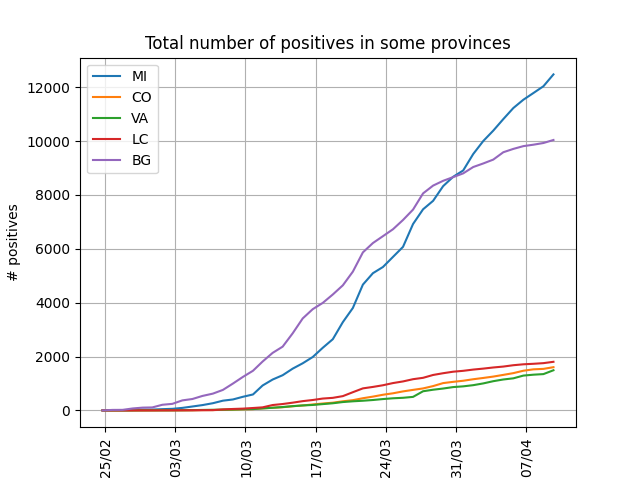 Total number of positives in some provinces
MI
CO
VA
LC
BG
# positives
12000
10000
8000
6000
4000
2000
0
25/02
03/03
10/03
17/03
24/03
31/03
07/04